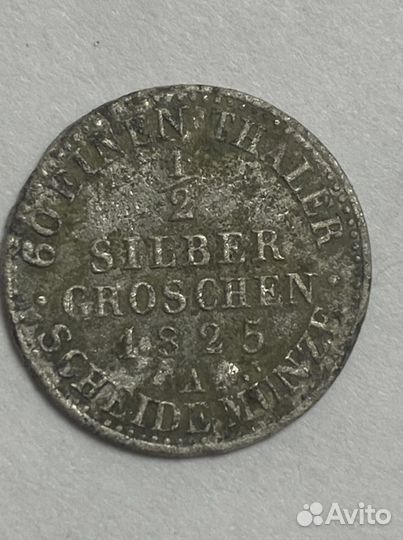 60 EINEN THALER
1/2
SILBER
GROSCHEN
1825
A
SCHEIDEMÜNZE
Avito